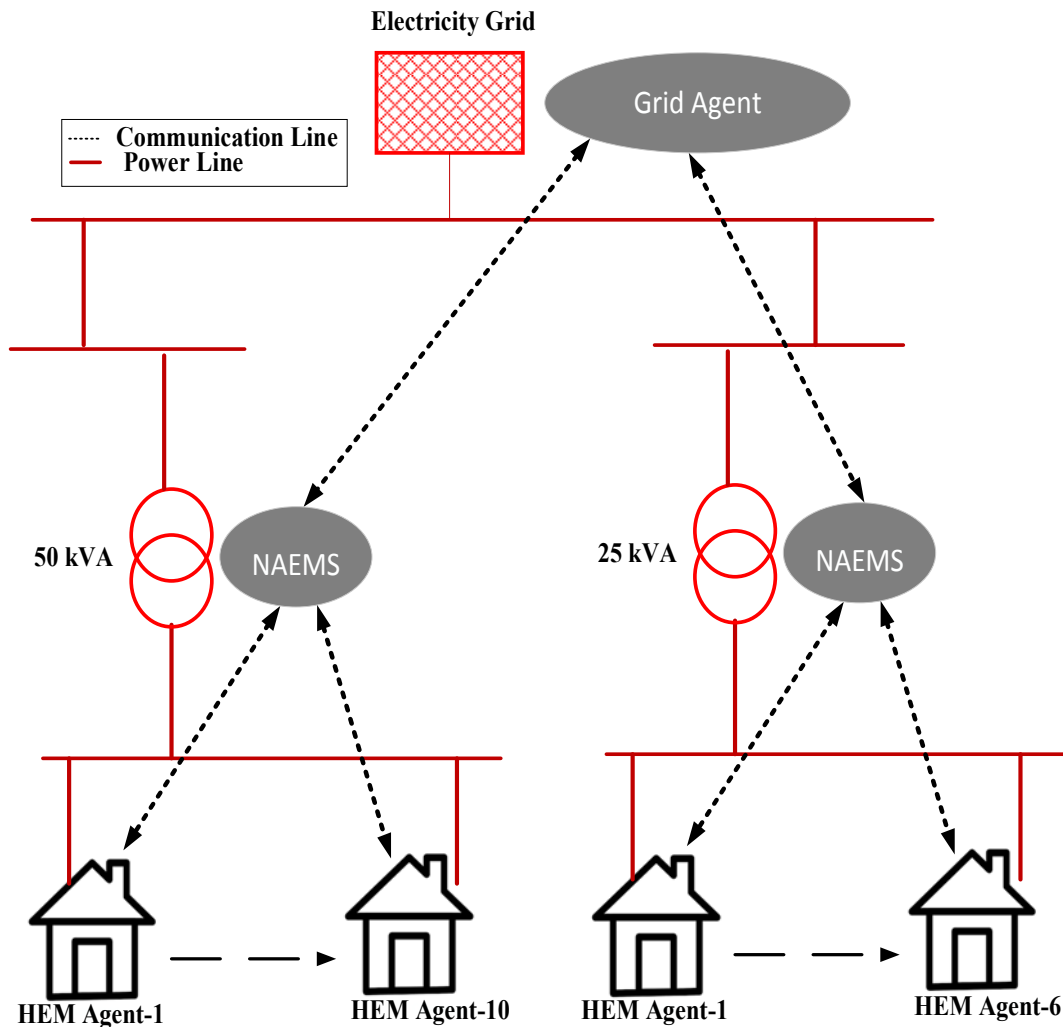 Electricity Grid
Grid Agent
Communication Line
Power Line
50 kVA
NAEMS
25 kVA
NAEMS
HEM Agent-1
HEM Agent-10
HEM Agent-1
HEM Agent-6